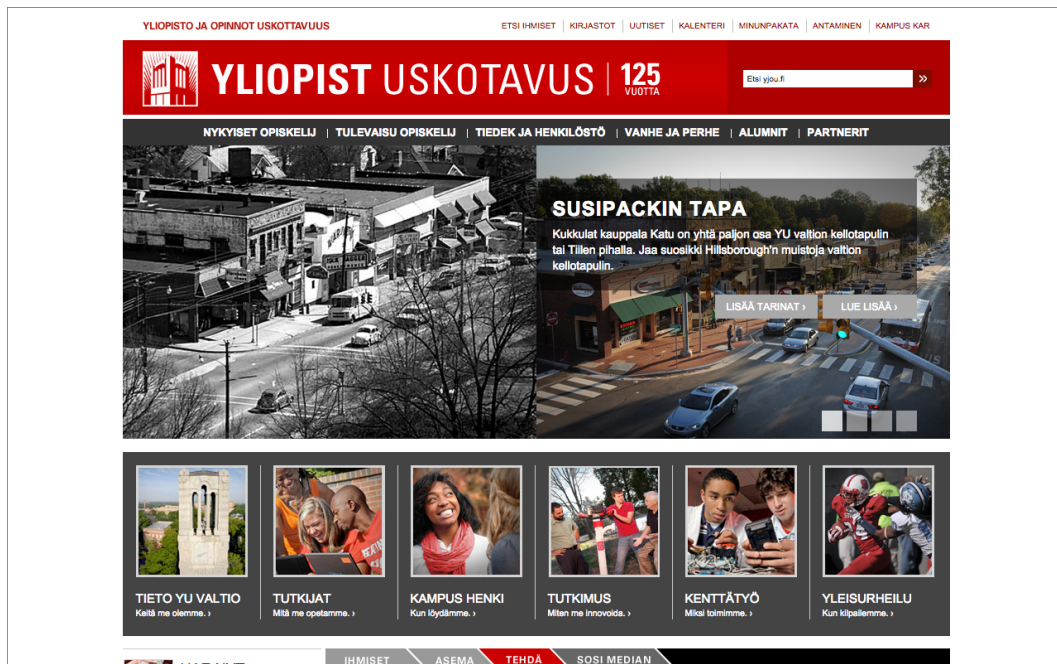 YLIOPISTO JA OPINNOT USKOTTAVUUS
ETSI IHMISET KIRJASTOT UUTISET KALENTERI MINUNPAKATA ANTAMINEN KAMPUS KAR
YLIOPIST USKOTAVUS 125 VUOTTA
Etsi yjou.fi »
NYKYISET OPISKELIJ | TULEVAISU OPISKELIJ | TIEDEK JA HENKILÖSTÖ | VANHE JA PERHE | ALUMNIT | PARTNERIT
SUSIPACKIN TAPA
Kukkulat kauppala Katu on yhtä paljon osa YU valtion kellotapulin
tai Tiilen pihalla. Jaa suosikki Hillsborough'n muistoja valtion
kellotapulin.
LISÄÄ TARINAT › LUE LISÄÄ ›
TIETO YU VALTIO
Keitä me olemme. ›
TUTKIJAT
Mitä me opetamme. ›
KAMPUS HENKI
Kun löydämme. ›
TUTKIMUS
Miten me innovoida. ›
KENTTÄTYÖ
Miksi toimimme. ›
YLEISURHEILU
Kun kilpailemme. ›
IHMISET ASEMA TEHDÄ SOSI MEDIAN